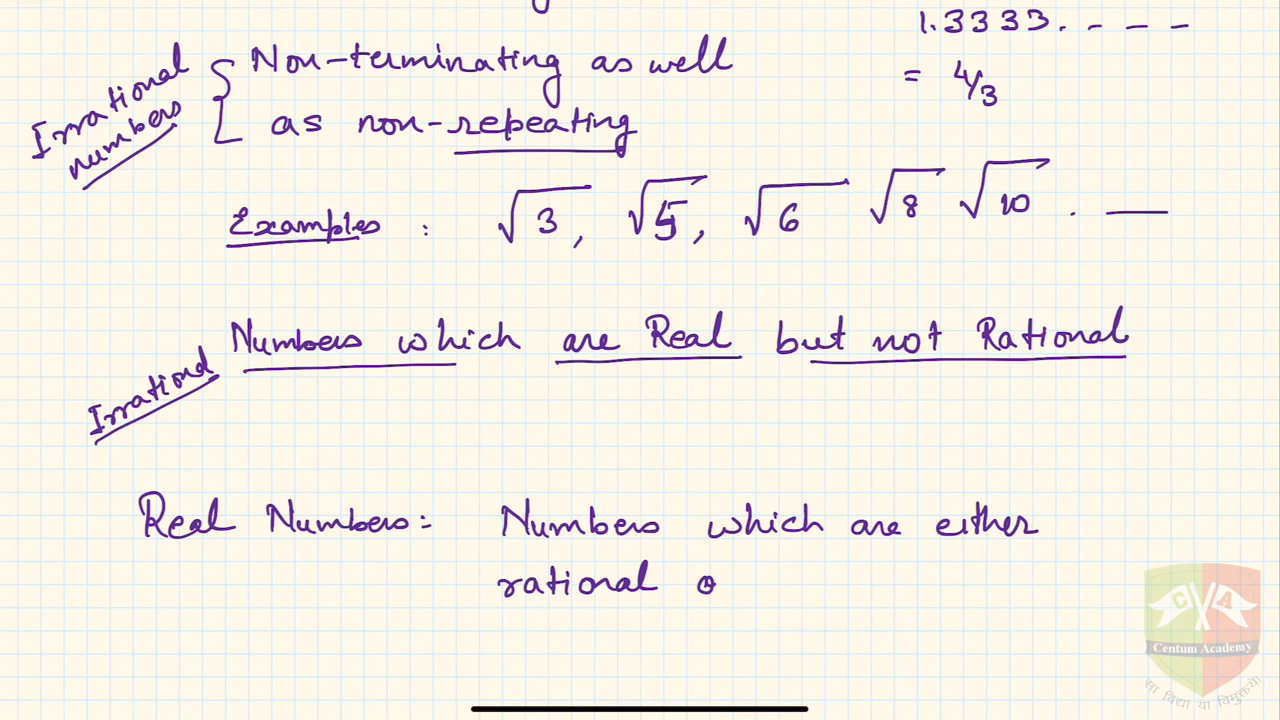 1.3333. - - -
= 4/3
Irrational numbers
Non-terminating as well
as non-repeating
Examples : √3, √5, √6 √8 √10 . —
Numbers which are Real but not Rational
Irrational
Real Numbers: Numbers which are either
rational o
C A
Centum Academy
सा विद्या या विमुक्तये